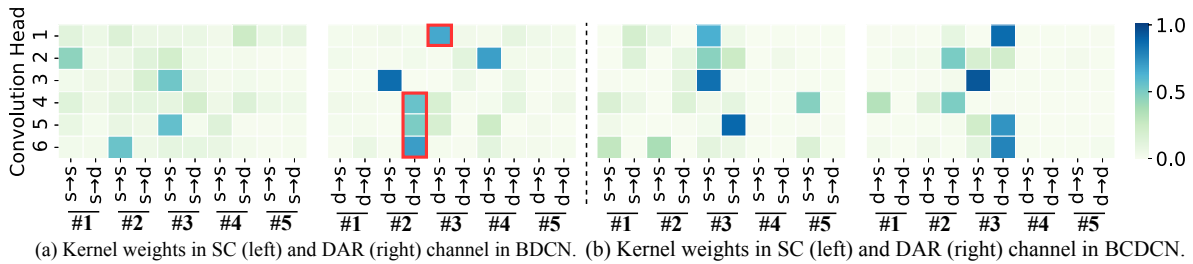 Convolution Head
1
2
3
4
5
6
s→s s→d s→s s→d s→s s→d s→s s→d s→s s→d
#1 #2 #3 #4 #5
d→s d→d d→s d→d d→s d→d d→s d→d d→s d→d
#1 #2 #3 #4 #5
s→s s→d s→s s→d s→s s→d s→s s→d s→s s→d
#1 #2 #3 #4 #5
d→s d→d d→s d→d d→s d→d d→s d→d d→s d→d
#1 #2 #3 #4 #5
1.0
0.5
0.0
(a) Kernel weights in SC (left) and DAR (right) channel in BDCN.
(b) Kernel weights in SC (left) and DAR (right) channel in BCDCN.